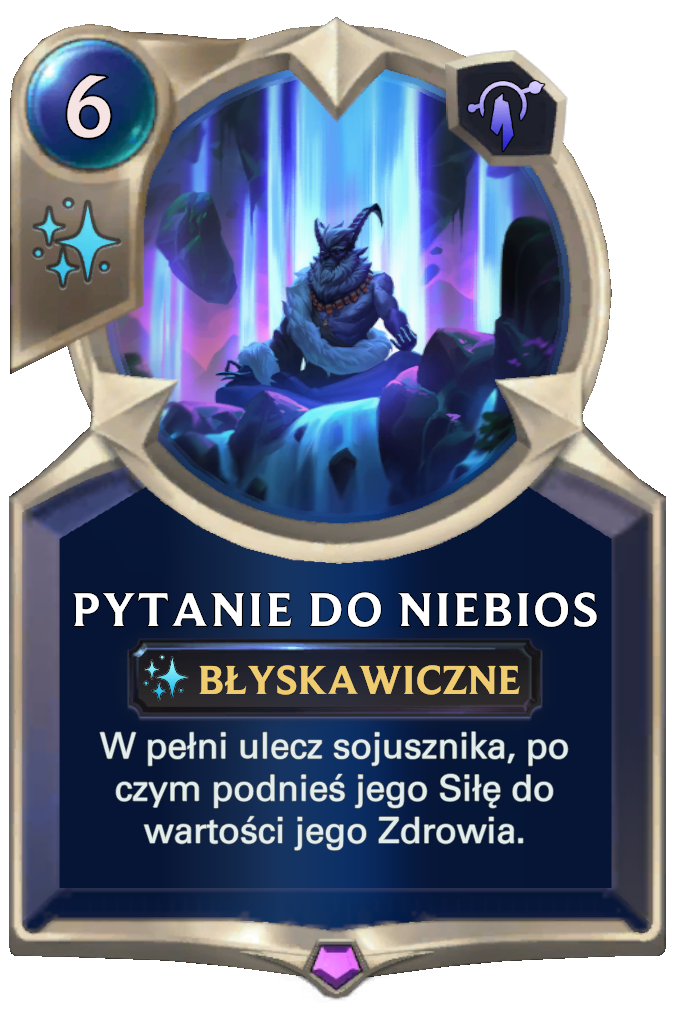 6
PYTANIE DO NIEBIOS
BŁYSKAWICZNE
W pełni ulecz sojusznika, po
czym podnieś jego Siłę do
wartości jego Zdrowia.